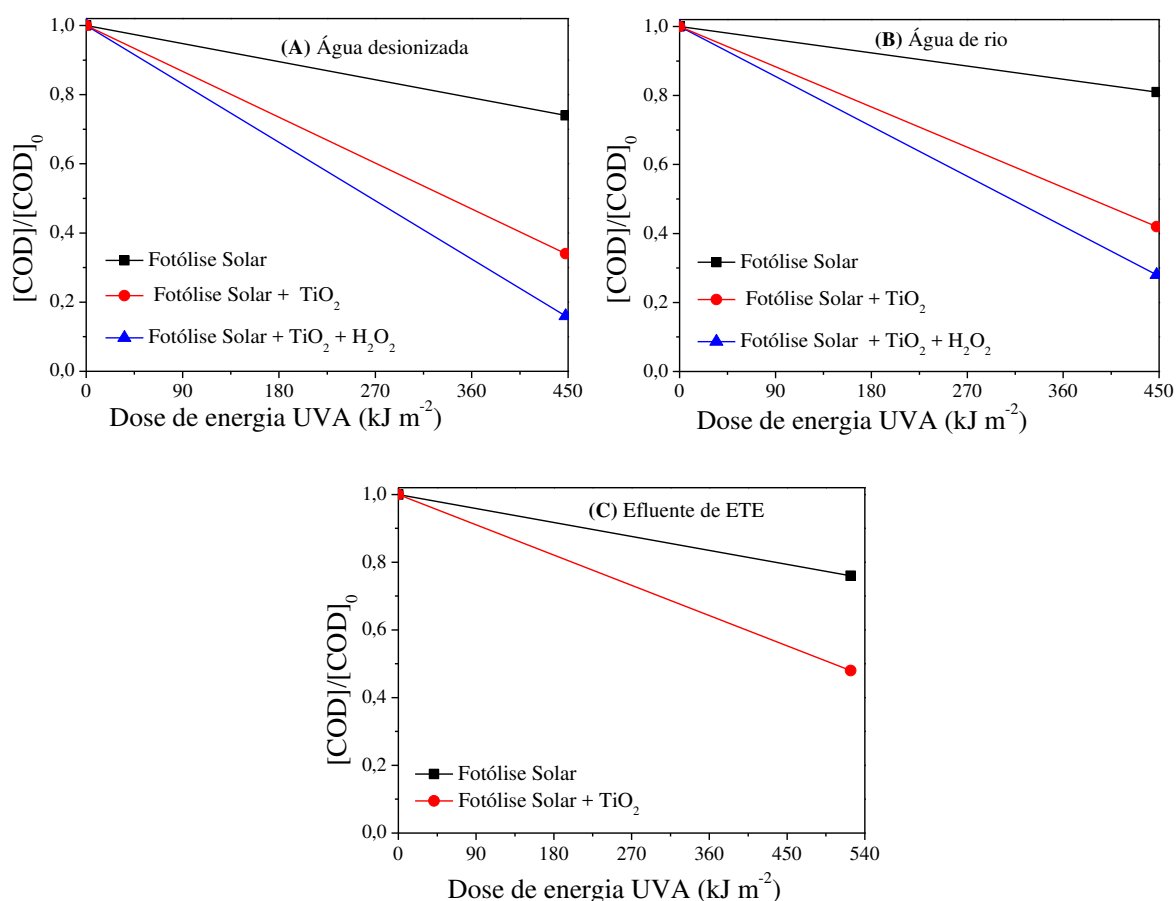 (A) Água desionizada
1,0
0,8
0,6
0,4
0,2
0,0
[COD]/[COD]0
Fotólise Solar
Fotólise Solar + TiO2
Fotólise Solar + TiO2 + H2O2
0 90 180 270 360 450
Dose de energia UVA (kJ m-2)
(B) Água de rio
1,0
0,8
0,6
0,4
0,2
0,0
[COD]/[COD]0
Fotólise Solar
Fotólise Solar + TiO2
Fotólise Solar + TiO2 + H2O2
0 90 180 270 360 450
Dose de energia UVA (kJ m-2)
(C) Efluente de ETE
1,0
0,8
0,6
0,4
0,2
0,0
[COD]/[COD]0
Fotólise Solar
Fotólise Solar + TiO2
0 90 180 270 360 450 540
Dose de energia UVA (kJ m-2)